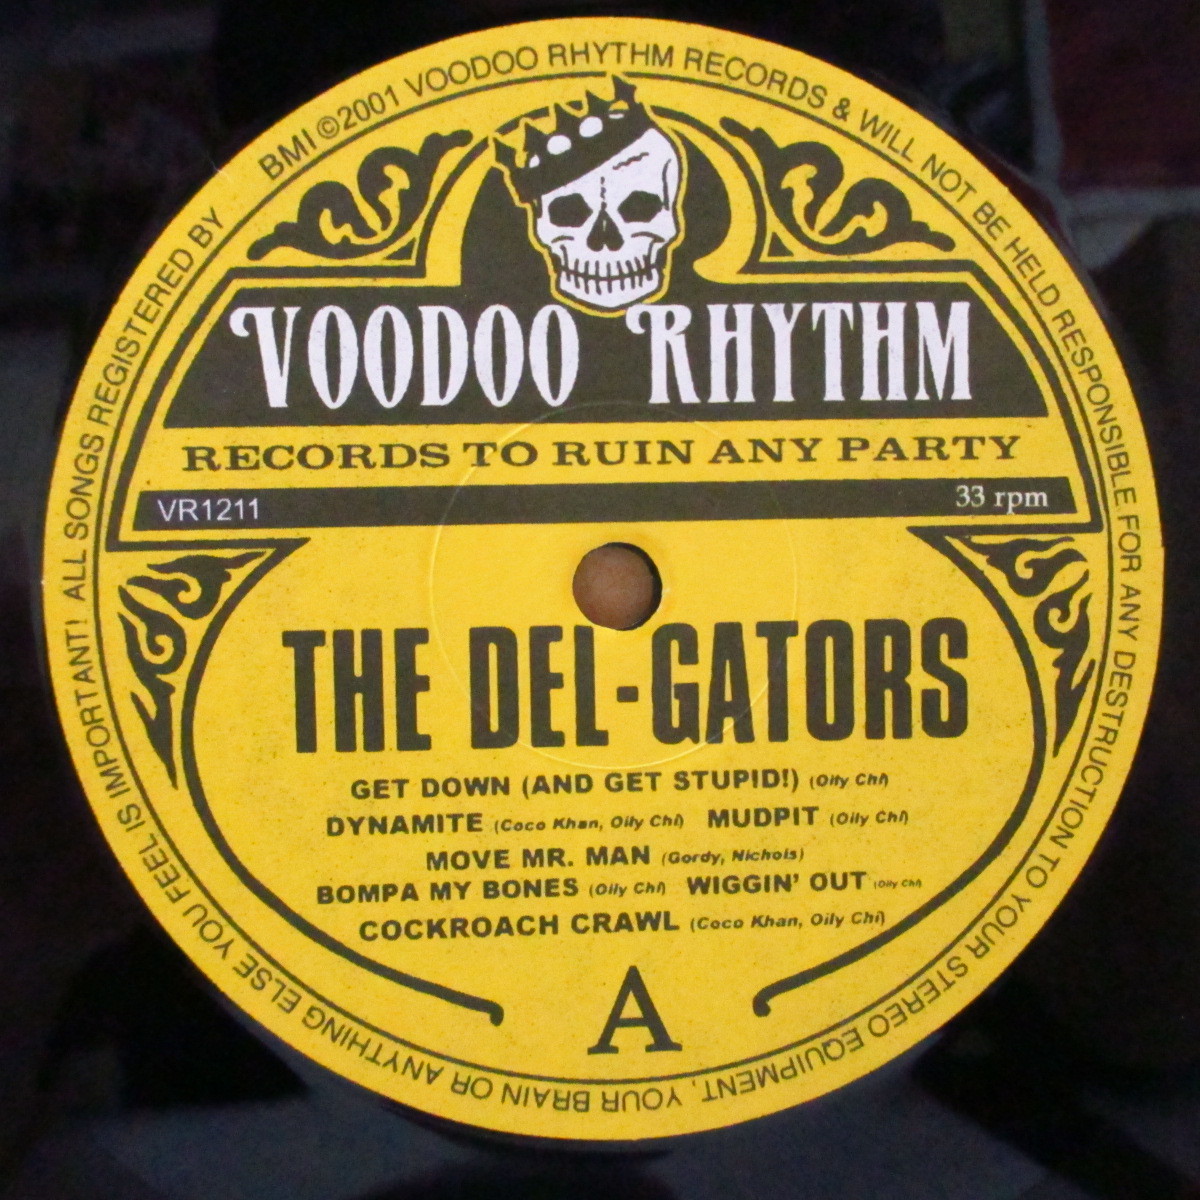 ALL SONGS REGISTERED BY BMI ©2001 VOODOO RHYTHM RECORDS & WILL NOT BE HELD RESPONSIBLE FOR ANY DESTRUCTION TO YOUR STEREO EQUIPMENT, YOUR BRAIN OR ANYTHING ELSE YOU FEEL IS IMPORTANT!
VOODOO RHYTHM
RECORDS TO RUIN ANY PARTY
VR1211 33 rpm
THE DEL-GATORS
GET DOWN (AND GET STUPID!) (Oily Chi)
DYNAMITE (Coco Khan, Oily Chi) MUDPIT (Oily Chi)
MOVE MR. MAN (Gordy, Nichols)
BOMPA MY BONES (Oily Chi) WIGGIN' OUT (Oily Chi)
COCKROACH CRAWL (Coco Khan, Oily Chi)
A